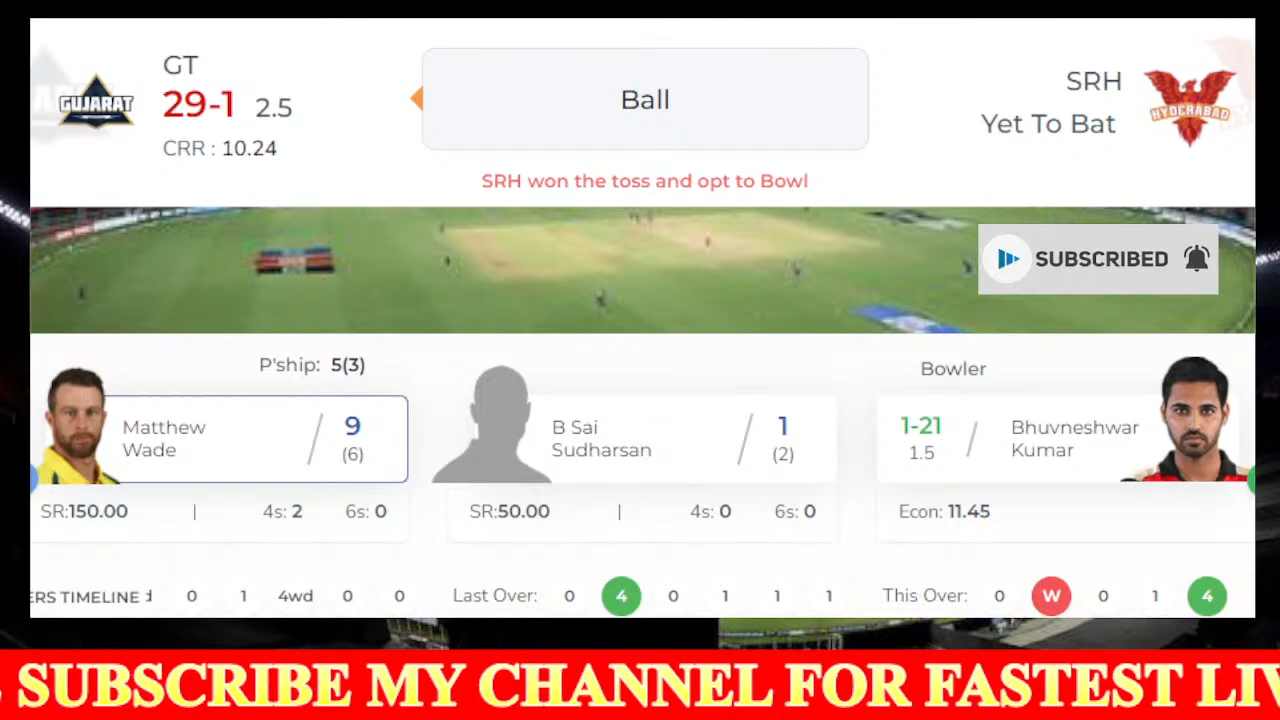 GT
29-1 2.5
CRR : 10.24
GUJARAT
Ball
SRH won the toss and opt to Bowl
SRH
Yet To Bat
HYDERABAD
SUBSCRIBED
P'ship: 5(3)
Matthew Wade / 9 (6)
SR:150.00 | 4s: 2 6s: 0
B Sai Sudharsan / 1 (2)
SR:50.00 | 4s: 0 6s: 0
Bowler
1-21 1.5 / Bhuvneshwar Kumar
Econ: 11.45
ERS TIMELINE 0 1 4wd 0 0 Last Over: 0 4 0 1 1 1 This Over: 0 W 0 1 4
SUBSCRIBE MY CHANNEL FOR FASTEST LIV